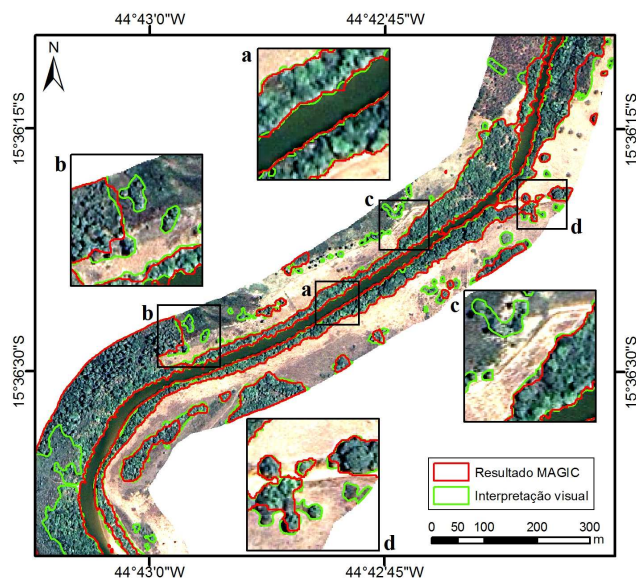 44°43'0"W 44°42'45"W
N
a
15°36'15"S 15°36'15"S
b
c
d
a
b
c
15°36'30"S 15°36'30"S
Resultado MAGIC
Interpretação visual
0 50 100 200 300
m
d
44°43'0"W 44°42'45"W